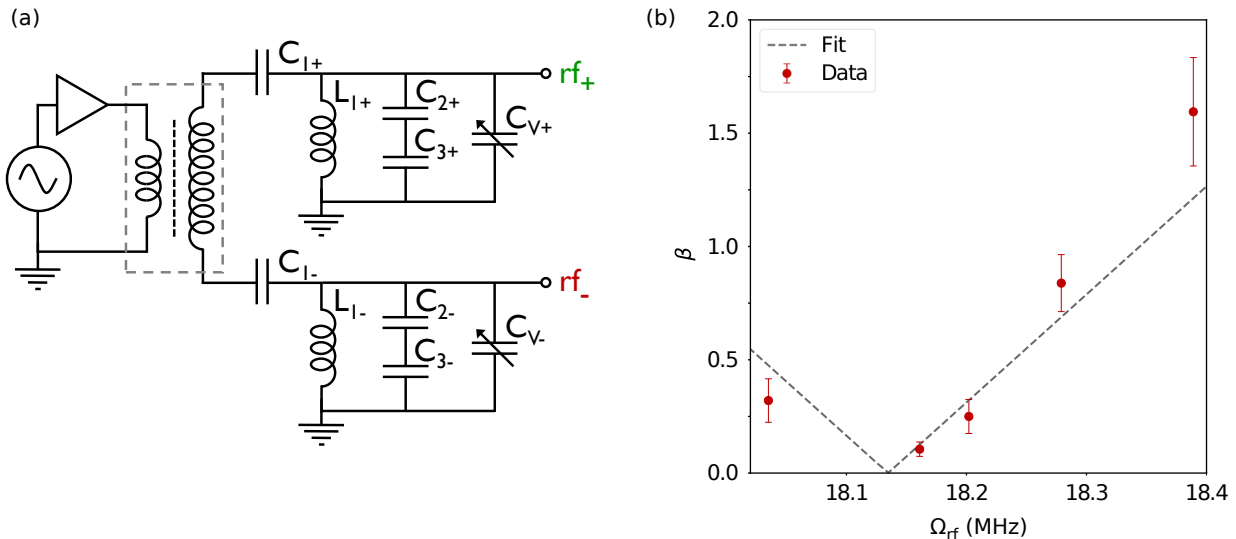 (a)
C1+
rf+
L1+
C2+
CV+
C3+
C1-
rf-
L1-
C2-
CV-
C3-
(b)
2.0
1.5
1.0
0.5
0.0
β
Fit
Data
18.1 18.2 18.3 18.4
Ωrf (MHz)